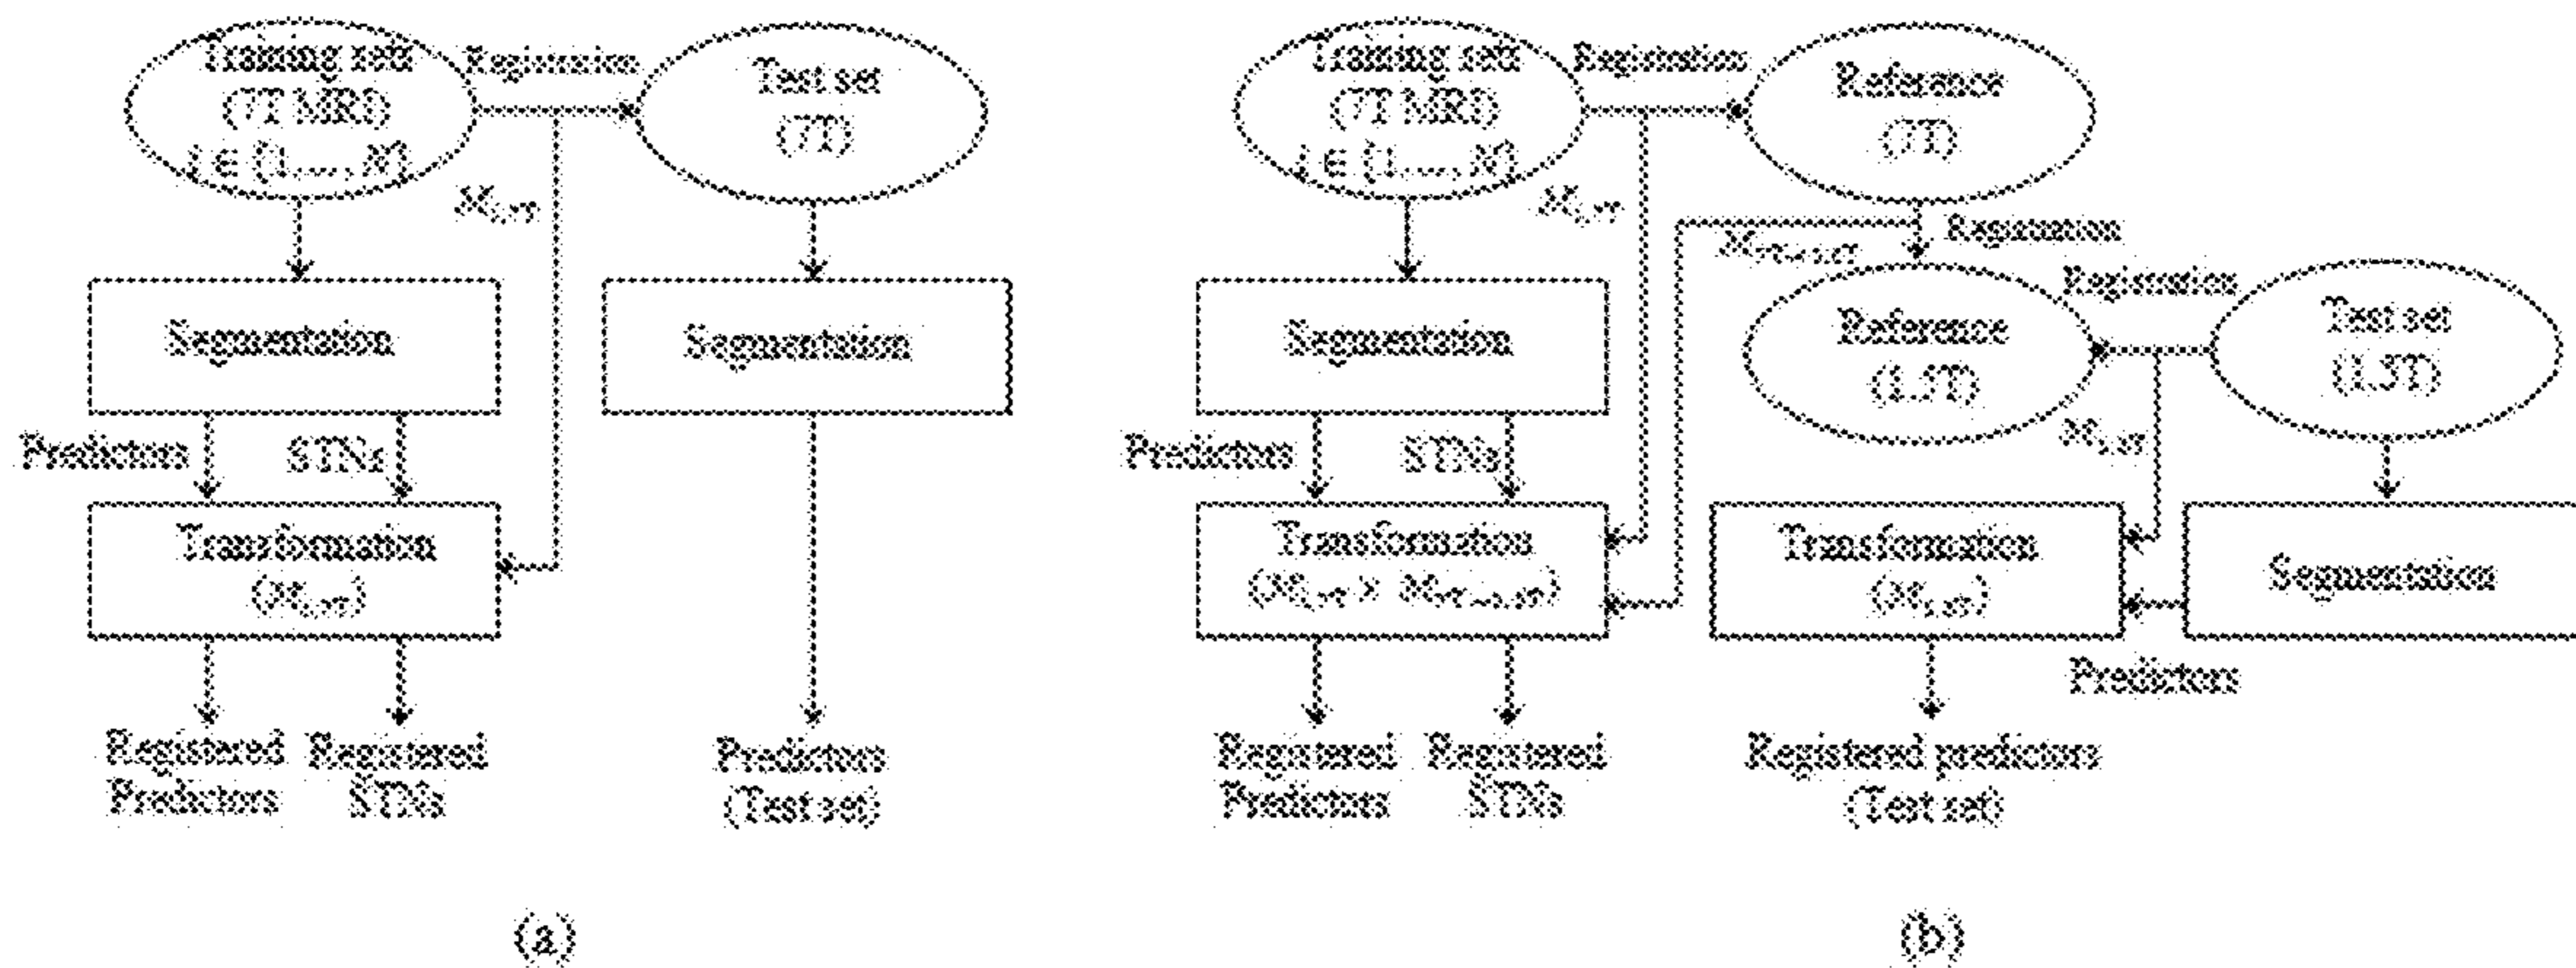 Training sets
(7T MRI)
Registration
Test set
(7T)
Segmentation
Segmentation
Predictors
STNs
Transformation
Registered
Predictors
Registered
STNs
Predictors
(Test set)
(a)
Training sets
(7T MRI)
Registration
Reference
(7T)
Registration
Segmentation
Reference
(1.5T)
Registration
Test set
(1.5T)
Predictors
STNs
Transformation
Transformation
Segmentation
Predictors
Registered
Predictors
Registered
STNs
Registered predictors
(Test set)
(b)